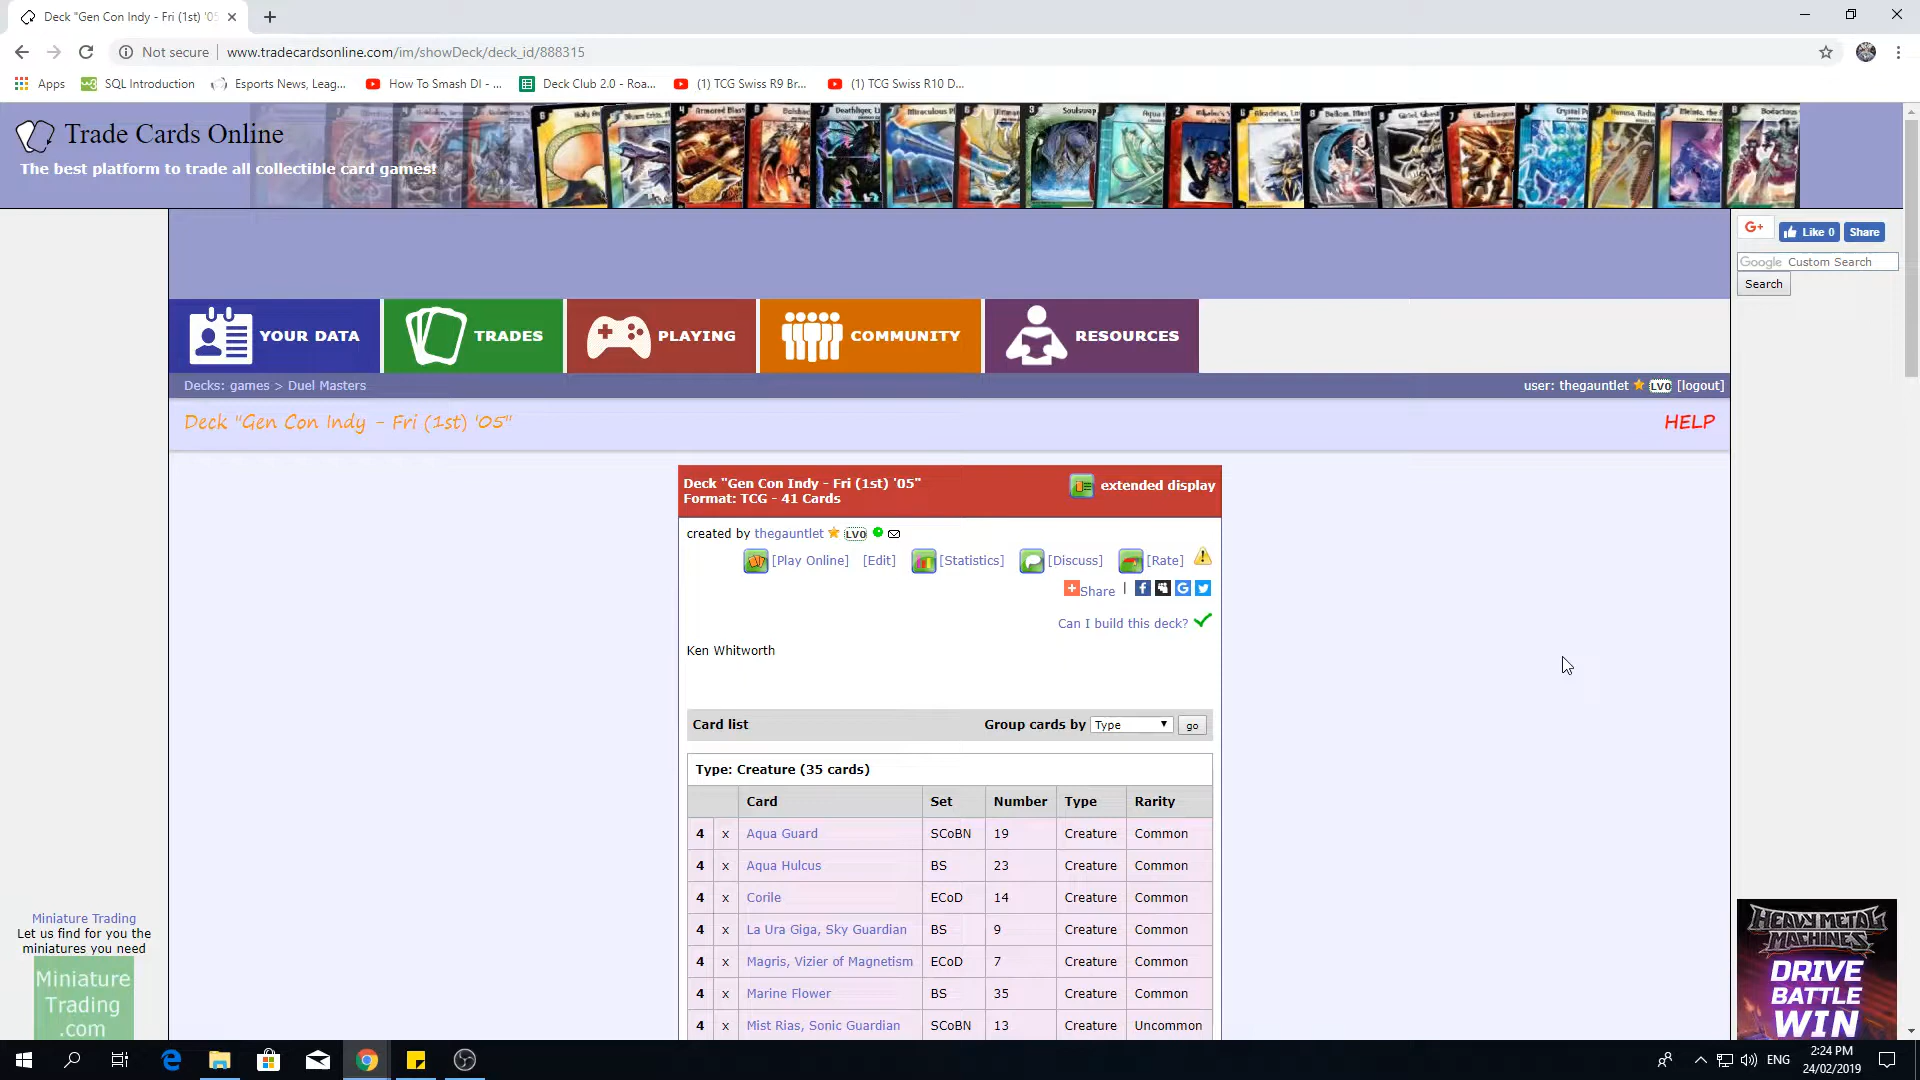 Deck "Gen Con Indy - Fri (1st) '05
Not secure
www.tradecardsonline.com/im/showDeck/deck_id/888315
Apps
SQL Introduction
Esports News, Leag...
How To Smash DI - ...
Deck Club 2.0 - Roa...
(1) TCG Swiss R9 Br...
(1) TCG Swiss R10 D...
Trade Cards Online
The best platform to trade all collectible card games!
G+
Like 0
Share
Google Custom Search
Search
YOUR DATA
TRADES
PLAYING
COMMUNITY
RESOURCES
Decks: games > Duel Masters
user: thegauntlet LV0 [logout]
Deck "Gen Con Indy - Fri (1st) '05"
HELP
Deck "Gen Con Indy - Fri (1st) '05"
Format: TCG - 41 Cards
extended display
created by thegauntlet LV0
[Play Online] [Edit] [Statistics] [Discuss] [Rate]
Share |
Can I build this deck?
Ken Whitworth
Card list
Group cards by Type go
Type: Creature (35 cards)
Card Set Number Type Rarity
4 x Aqua Guard SCoBN 19 Creature Common
4 x Aqua Hulcus BS 23 Creature Common
4 x Corile ECoD 14 Creature Common
4 x La Ura Giga, Sky Guardian BS 9 Creature Common
4 x Magris, Vizier of Magnetism ECoD 7 Creature Common
4 x Marine Flower BS 35 Creature Common
4 x Mist Rias, Sonic Guardian SCoBN 13 Creature Uncommon
Miniature Trading
Let us find for you the
miniatures you need
Miniature
Trading
.com
HEAVY METAL
MACHINES
DRIVE
BATTLE
WIN
ENG
2:24 PM
24/02/2019